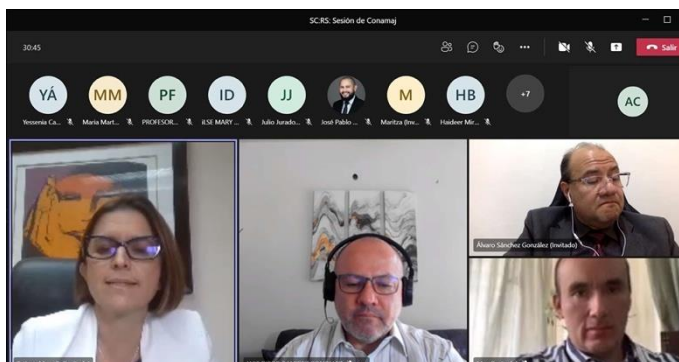 SC:RS: Sesión de Conamaj
30:45
Salir
YÁ
MM
PF
ID
JJ
M
HB
+7
AC
Yessenia Ca...
Maria Mart...
PROFESOR...
ILSE MARY ...
Julio Jurado...
José Pablo ...
Maritza (Inv...
Haideer Mir...
Álvaro Sánchez González (Invitado)